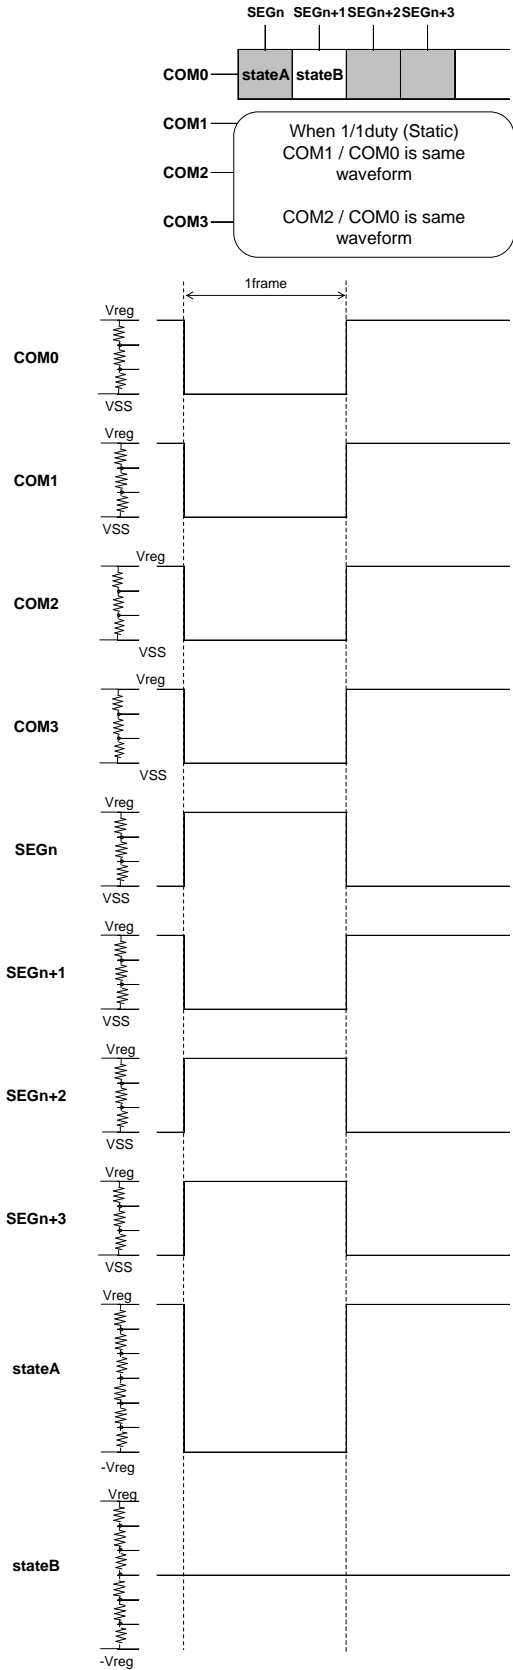 SEGn SEGn+1 SEGn+2 SEGn+3
COM0 stateA stateB
COM1
COM2
COM3
When 1/1duty (Static)
COM1 / COM0 is same
waveform
COM2 / COM0 is same
waveform
1frame
Vreg
COM0
VSS
Vreg
COM1
VSS
Vreg
COM2
VSS
Vreg
COM3
VSS
Vreg
SEGn
VSS
Vreg
SEGn+1
VSS
Vreg
SEGn+2
VSS
Vreg
SEGn+3
VSS
Vreg
stateA
-Vreg
Vreg
stateB
-Vreg